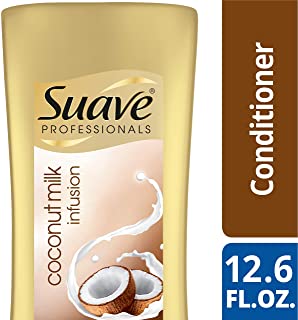 Suave®
PROFESSIONALS
coconut milk
infusion
Conditioner
12.6
FL.OZ.